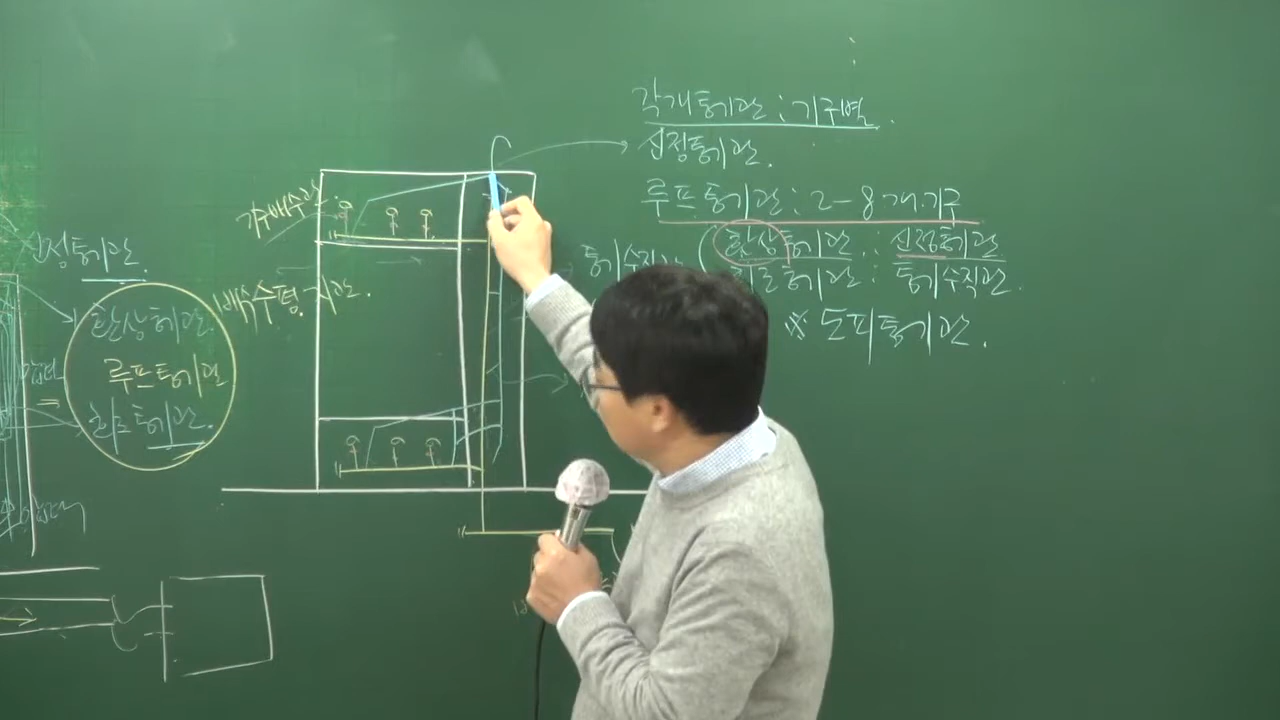 각개통기관 : 기구별
신정통기관.
루프통기관 : 2-8개.기구
환상통기관 : 신정통기관
회로통기관 : 통기수직관.
※ 도피통기관.
통기수직관
기구배수관
신정통기관.
환상통기관.
루프통기관
회로통기관.
배수수평지관.